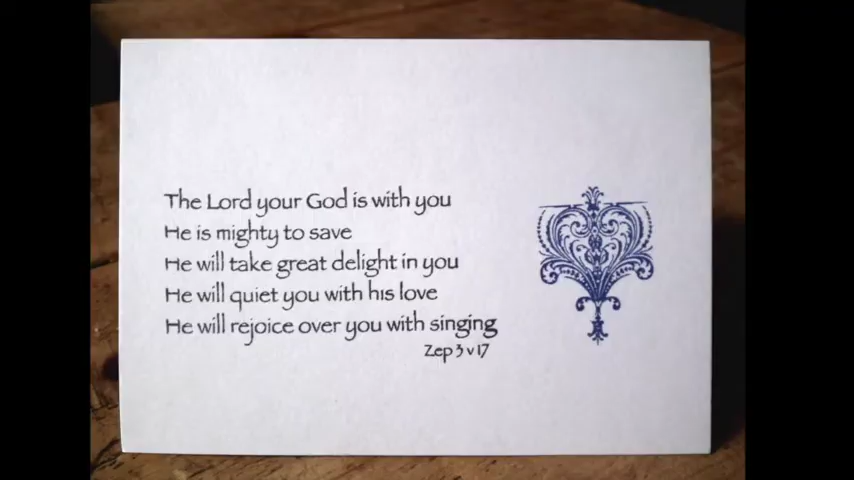 The Lord your God is with you
He is mighty to save
He will take great delight in you
He will quiet you with his love
He will rejoice over you with singing
Zep 3 v 17